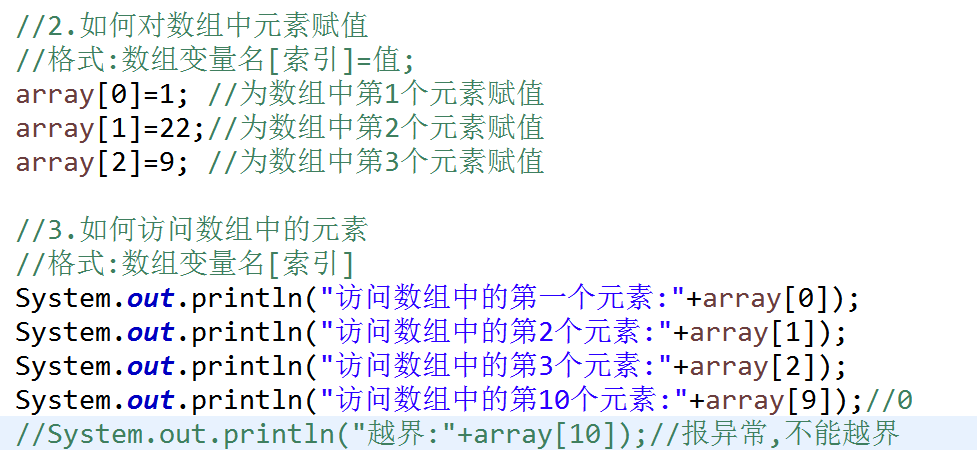 //2.如何对数组中元素赋值
//格式:数组变量名[索引]=值;
array[0]=1; //为数组中第1个元素赋值
array[1]=22;//为数组中第2个元素赋值
array[2]=9; //为数组中第3个元素赋值
//3.如何访问数组中的元素
//格式:数组变量名[索引]
System.out.println("访问数组中的第一个元素:"+array[0]);
System.out.println("访问数组中的第2个元素:"+array[1]);
System.out.println("访问数组中的第3个元素:"+array[2]);
System.out.println("访问数组中的第10个元素:"+array[9]);//0
//System.out.println("越界:"+array[10]);//报异常,不能越界